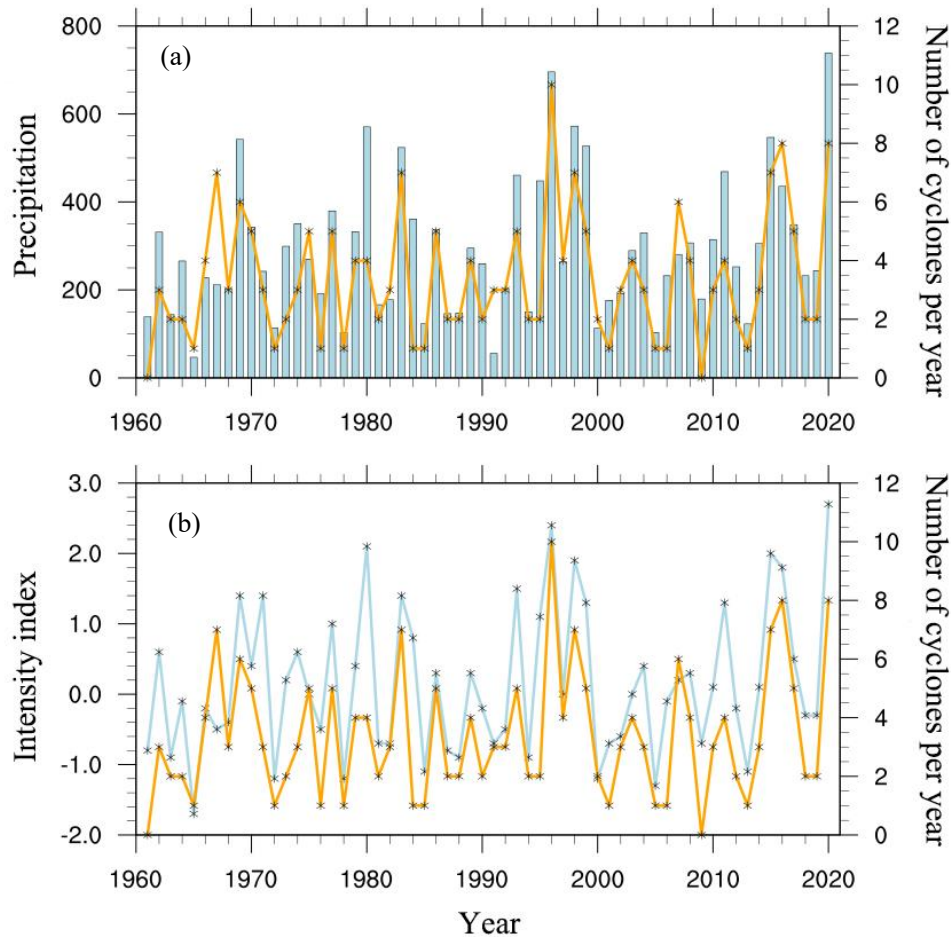 (a)
Precipitation
800
600
400
200
0
Number of cyclones per year
12
10
8
6
4
2
0
1960 1970 1980 1990 2000 2010 2020
(b)
Intensity index
3.0
2.0
1.0
0.0
-1.0
-2.0
Number of cyclones per year
12
10
8
6
4
2
0
1960 1970 1980 1990 2000 2010 2020
Year